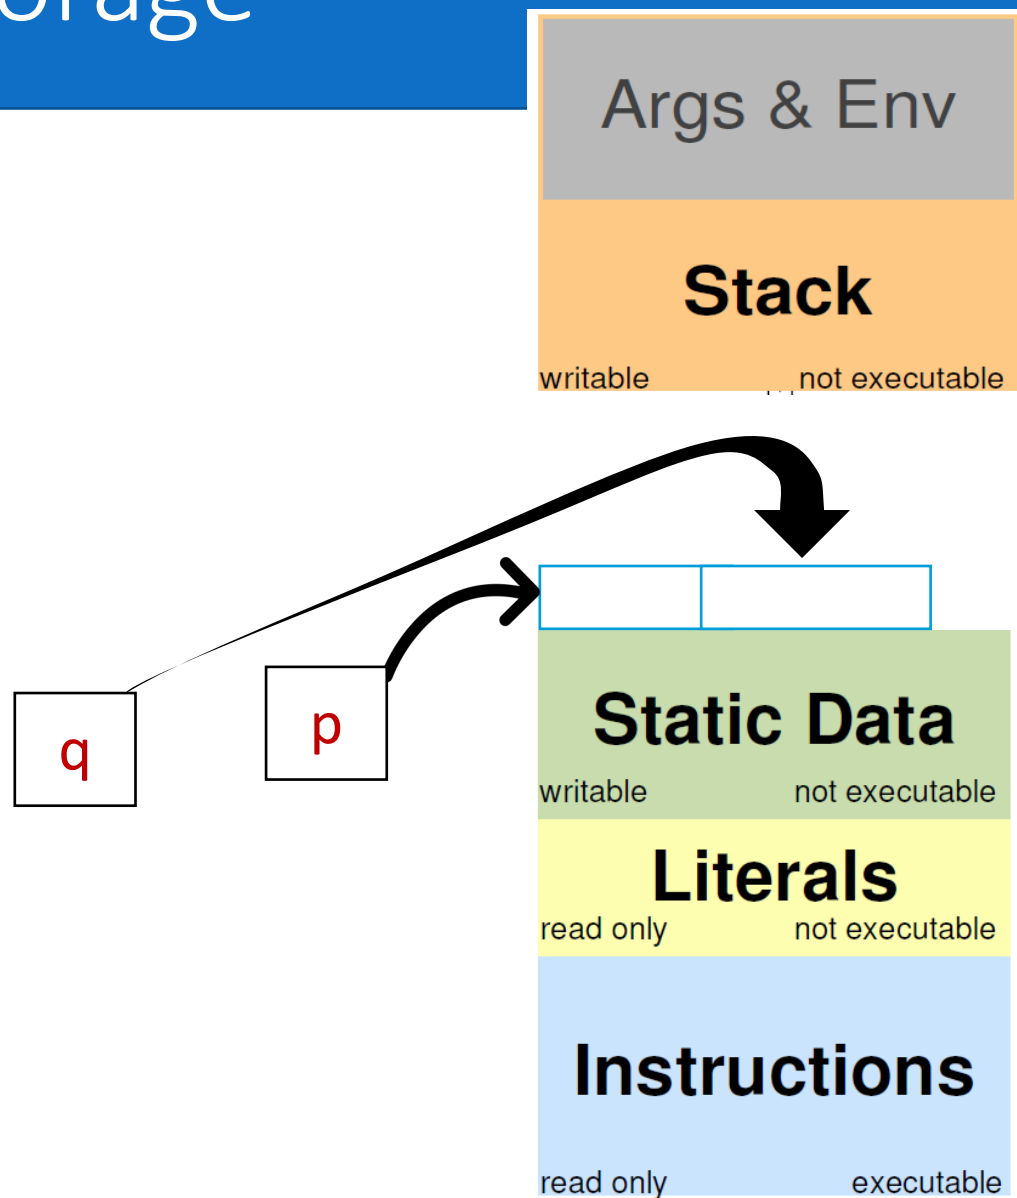 Args & Env
Stack
writable not executable
q
p
Static Data
writable not executable
Literals
read only not executable
Instructions
read only executable